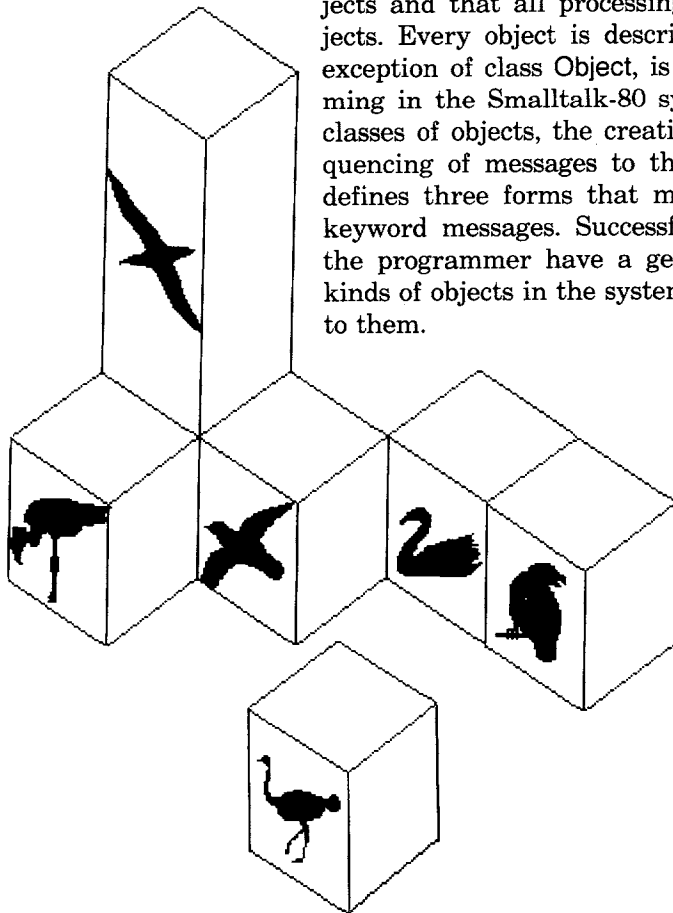 jects and that all processing
jects. Every object is descri
exception of class Object, is
ming in the Smalltalk-80 sy
classes of objects, the creati
quencing of messages to th
defines three forms that m
keyword messages. Successf
the programmer have a ge
kinds of objects in the system
to them.